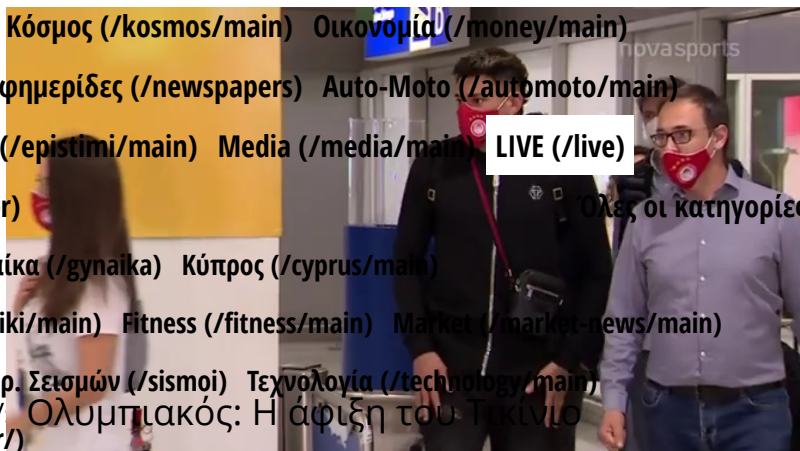 Κόσμος (/kosmos/main) Οικονομία (/money/main)
novasports
φημερίδες (/newspapers) Auto-Moto (/automoto/main)
(/epistimi/main) Media (/media/main) LIVE (/live)
r) Όλες οι κατηγορίες
ίκα (/gynaika) Κύπρος (/cyprus/main)
iki/main) Fitness (/fitness/main) Market (/market-news/main)
ρ. Σεισμών (/sismoi) Τεχνολογία (/technology/main)
Ολυμπιακός: Η άφιξη του Τικίνιο
r/)